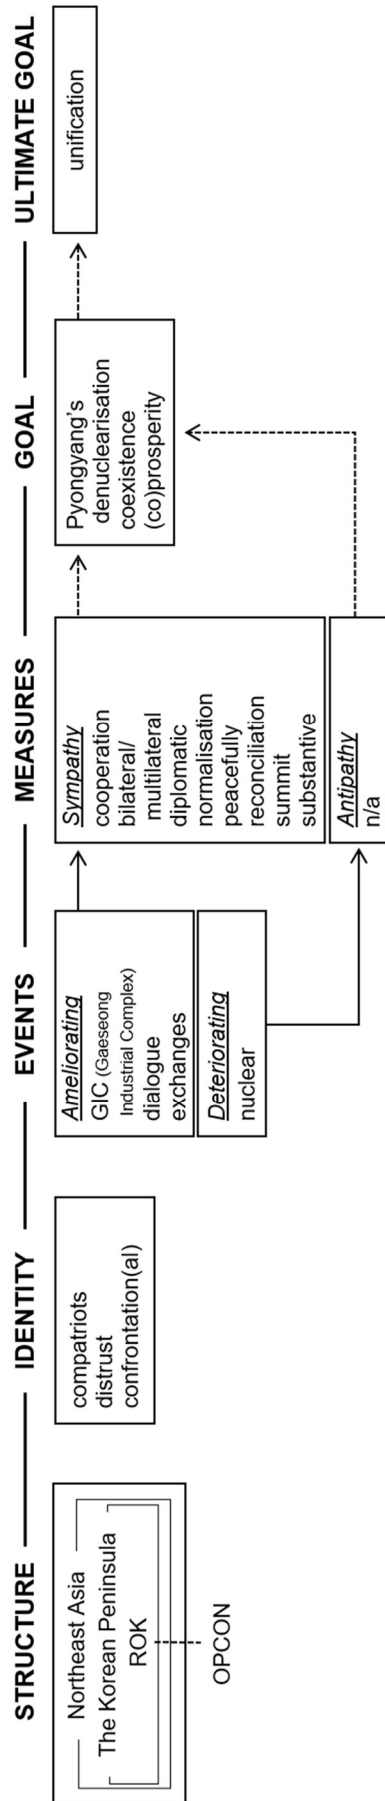 STRUCTURE — IDENTITY — EVENTS — MEASURES — GOAL — ULTIMATE GOAL
Northeast Asia
The Korean Peninsula
ROK
OPCON
compatriots
distrust
confrontation(al)
Ameliorating
GIC (Gaeseong
Industrial Complex)
dialogue
exchanges
Deteriorating
nuclear
Sympathy
cooperation
bilateral/
multilateral
diplomatic
normalisation
peacefully
reconciliation
summit
substantive
Antipathy
n/a
Pyongyang's
denuclearisation
coexistence
(co)prosperity
unification